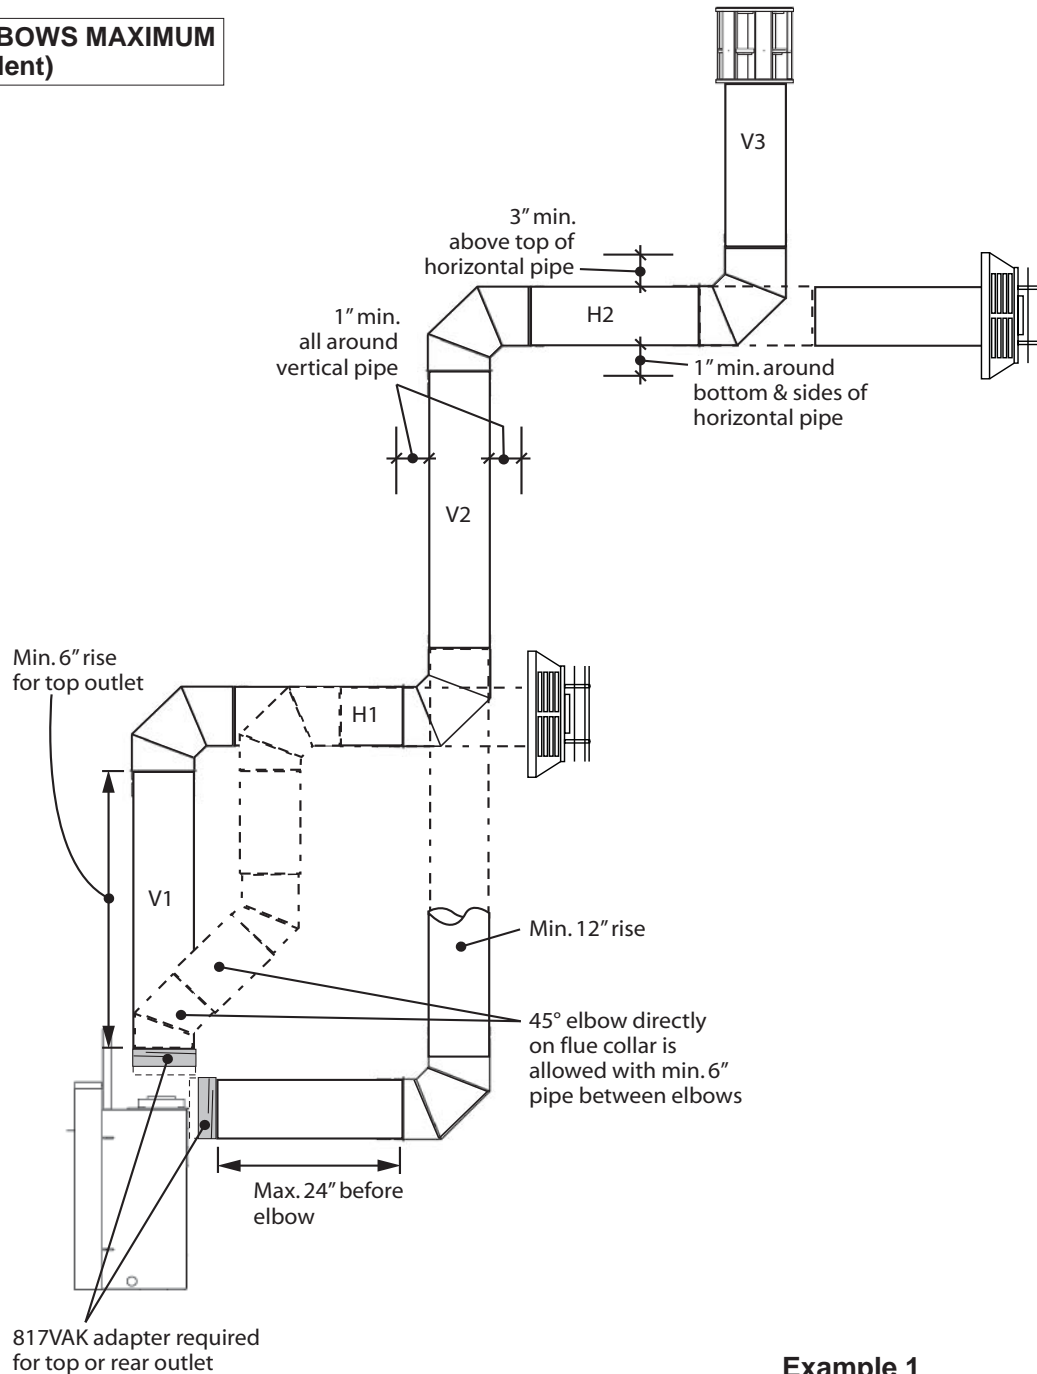 BOWS MAXIMUM
lent)
V3
3" min.
above top of
horizontal pipe
H2
1" min.
all around
vertical pipe
1" min. around
bottom & sides of
horizontal pipe
V2
Min. 6" rise
for top outlet
H1
V1
Min. 12" rise
45° elbow directly
on flue collar is
allowed with min. 6"
pipe between elbows
Max. 24" before
elbow
817VAK adapter required
for top or rear outlet
Example 1